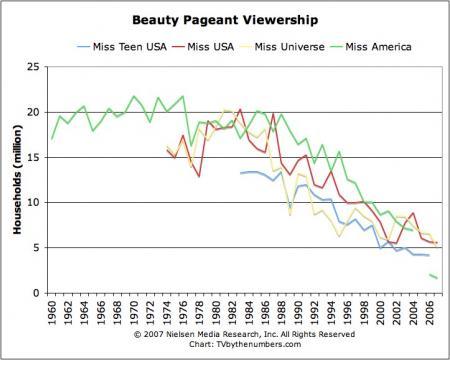 Beauty Pageant Viewership
Miss Teen USA Miss USA Miss Universe Miss America
25
20
15
10
5
0
Households (million)
1960 1962 1964 1966 1968 1970 1972 1974 1976 1978 1980 1982 1984 1986 1988 1990 1992 1994 1996 1998 2000 2002 2004 2006
© 2007 Nielsen Media Research, Inc. All Rights Reserved
Chart: TVbythenumbers.com